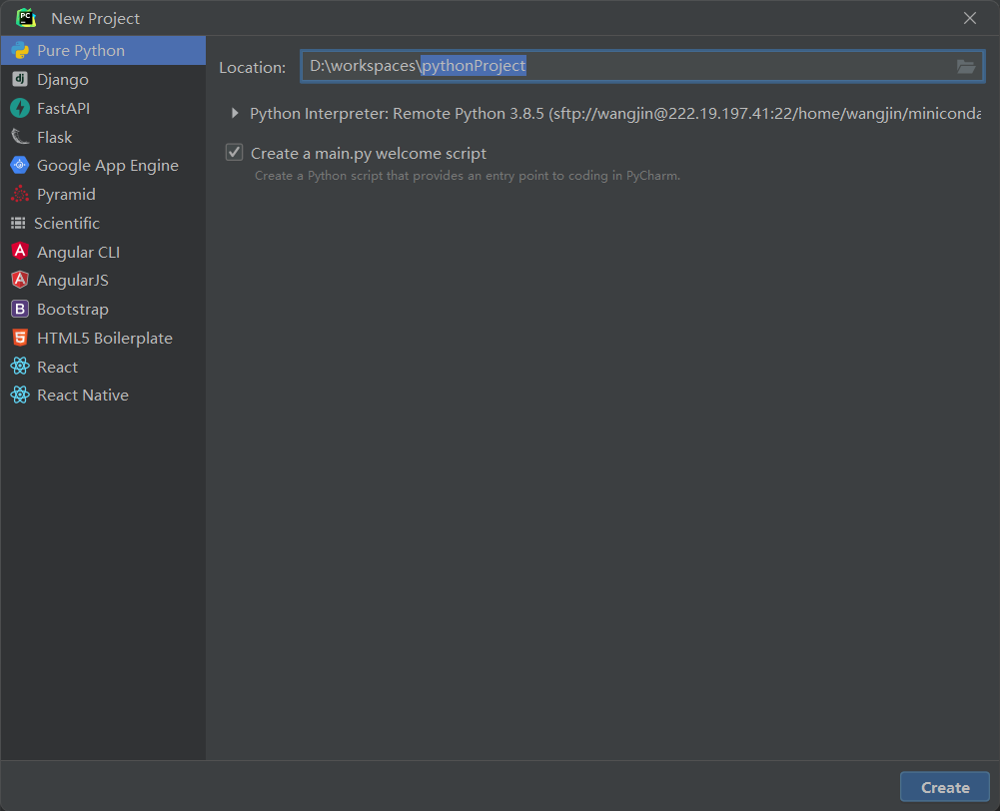 New Project
Pure Python
Django
FastAPI
Flask
Google App Engine
Pyramid
Scientific
Angular CLI
AngularJS
Bootstrap
HTML5 Boilerplate
React
React Native
Location: D:\workspaces\pythonProject
Python Interpreter: Remote Python 3.8.5 (sftp://wangjin@222.19.197.41:22/home/wangjin/miniconda
Create a main.py welcome script
Create a Python script that provides an entry point to coding in PyCharm.
Create